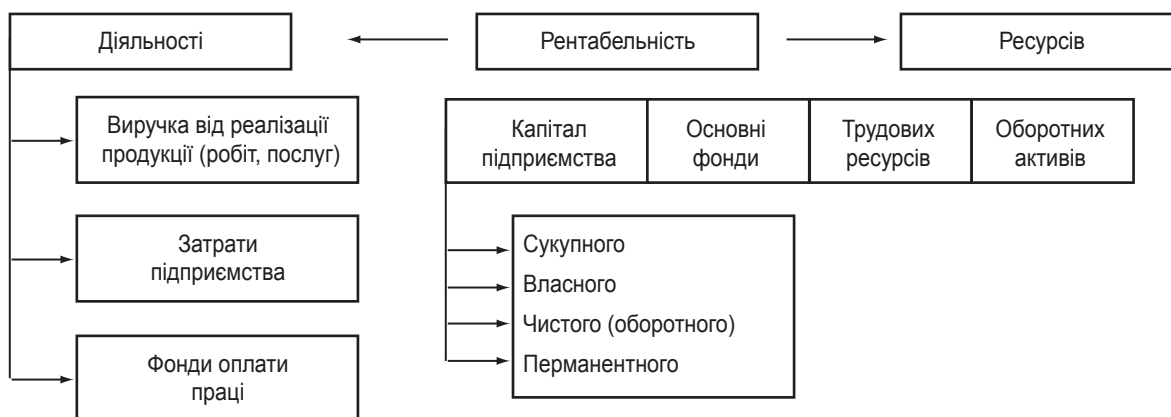 Діяльності
Рентабельність
Ресурсів
Виручка від реалізації
продукції (робіт, послуг)
Затрати
підприємства
Фонди оплати
праці
Капітал
підприємства
Основні
фонди
Трудових
ресурсів
Оборотних
активів
Сукупного
Власного
Чистого (оборотного)
Перманентного